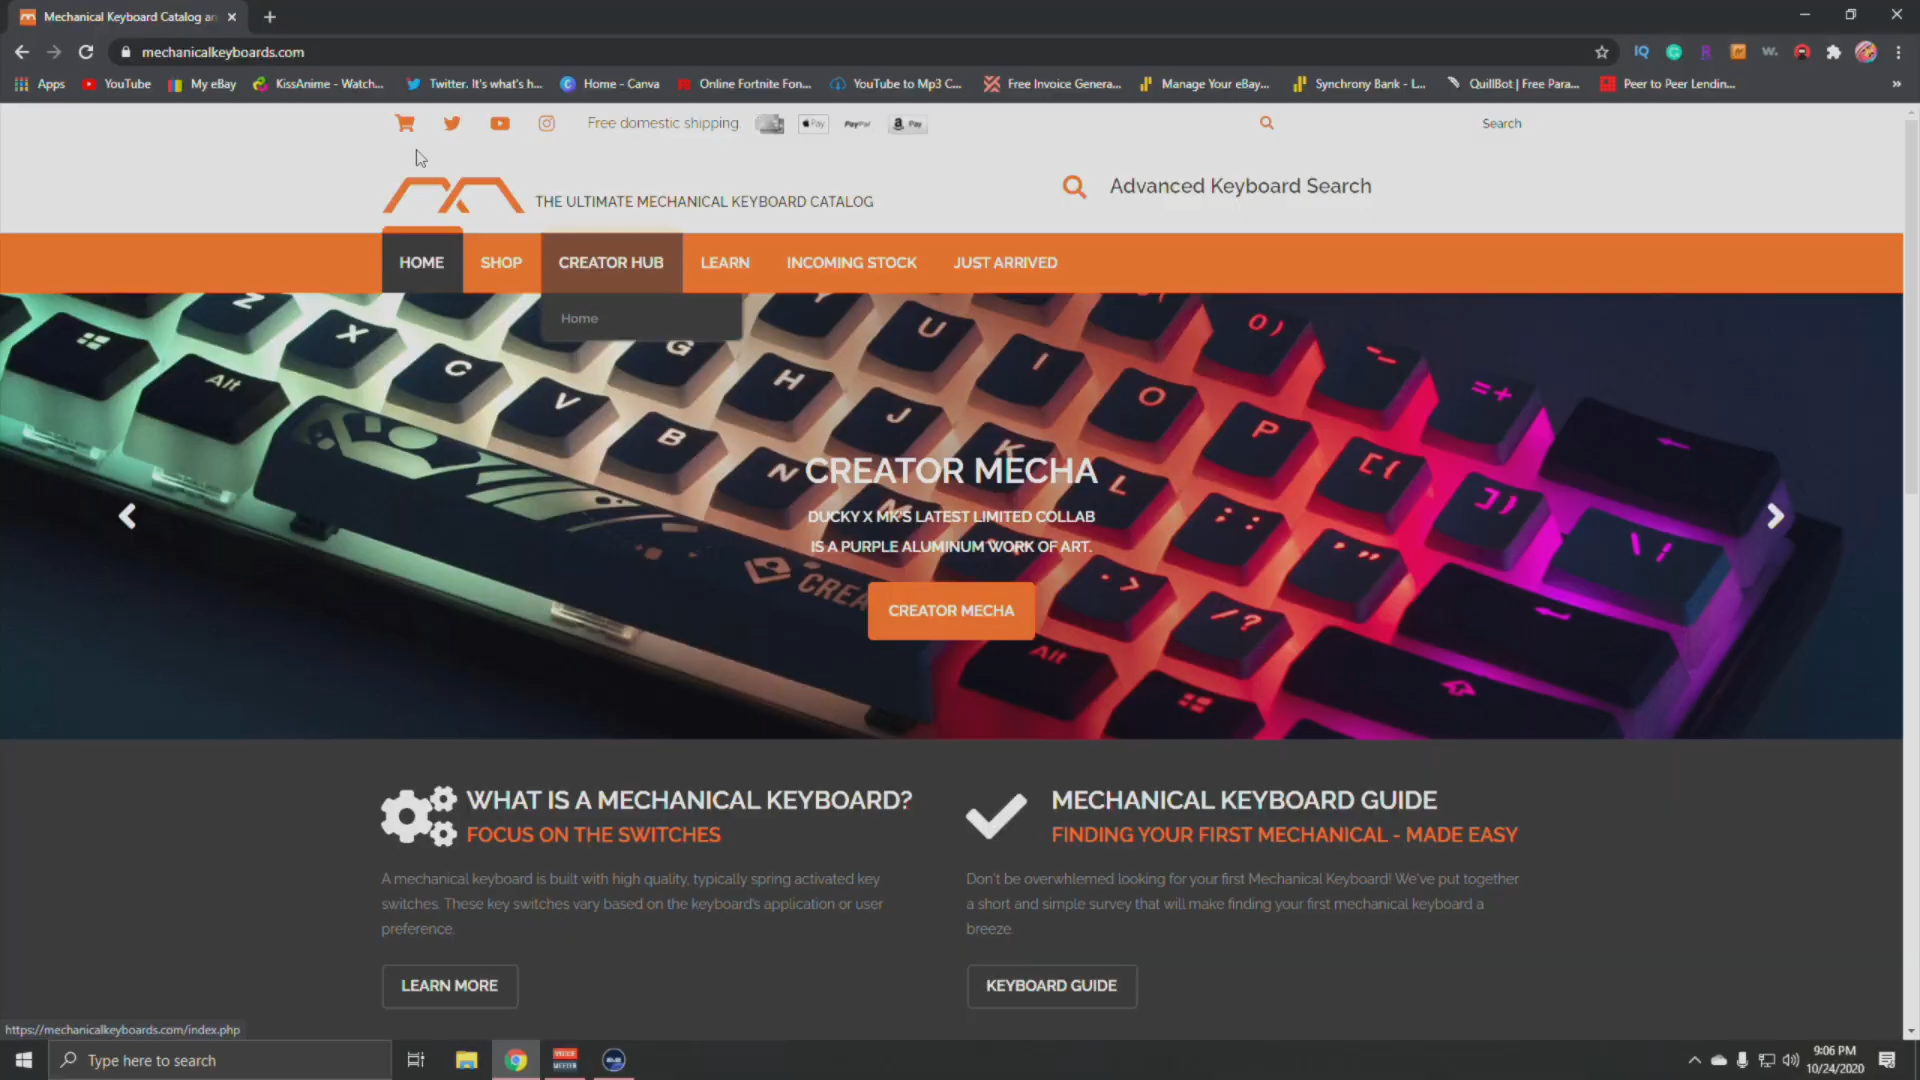 Mechanical Keyboard Catalog an
mechanicalkeyboards.com
Apps YouTube My eBay KissAnime - Watch... Twitter. It's what's h... Home - Canva Online Fortnite Fon... YouTube to Mp3 C... Free Invoice Genera... Manage Your eBay... Synchrony Bank - L... QuillBot | Free Para... Peer to Peer Lendin...
Free domestic shipping. Pay PayPal a Pay Search
THE ULTIMATE MECHANICAL KEYBOARD CATALOG
Advanced Keyboard Search
HOME SHOP CREATOR HUB LEARN INCOMING STOCK JUST ARRIVED
Home
CREATOR MECHA
DUCKY X MK'S LATEST LIMITED COLLAB
IS A PURPLE ALUMINUM WORK OF ART.
CREATOR MECHA
Z X C V B N M
G H J K L
Y U I O P
Alt
Alt
WHAT IS A MECHANICAL KEYBOARD?
FOCUS ON THE SWITCHES
A mechanical keyboard is built with high quality, typically spring activated key
switches. These key switches vary based on the keyboard's application or user
preference.
LEARN MORE
MECHANICAL KEYBOARD GUIDE
FINDING YOUR FIRST MECHANICAL - MADE EASY
Don't be overwhlemed looking for your first Mechanical Keyboard! We've put together
a short and simple survey that will make finding your first mechanical keyboard a
breeze.
KEYBOARD GUIDE
https://mechanicalkeyboards.com/index.php
Type here to search
9:06 PM
10/24/2020